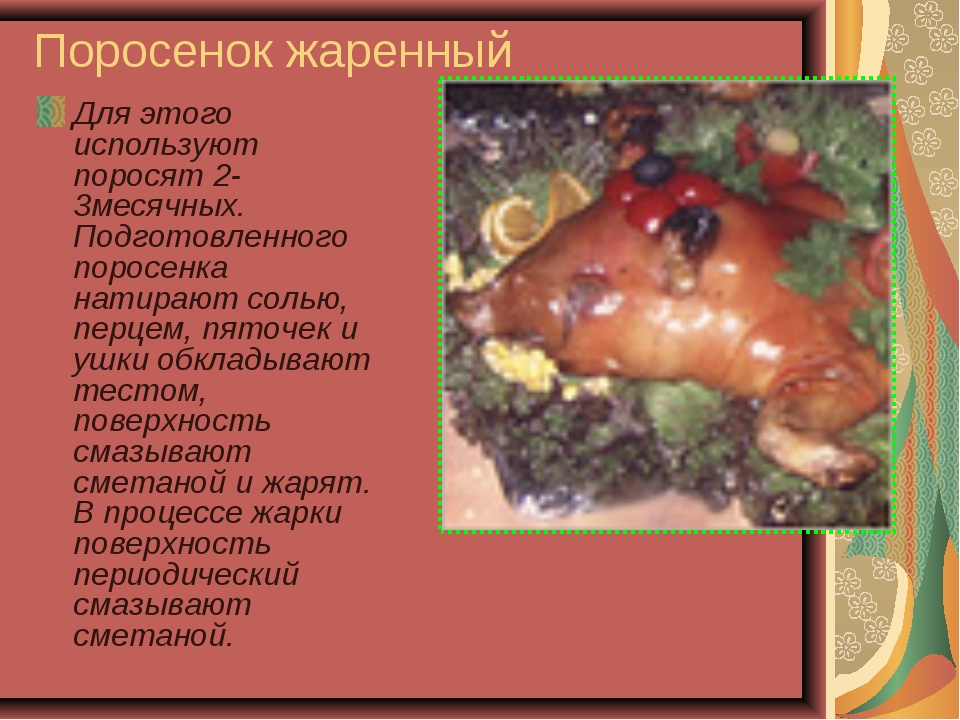 Поросенок жаренный
Для этого
используют
поросят 2-
3месячных.
Подготовленного
поросенка
натирают солью,
перцем, пяточек и
ушки обкладывают
тестом,
поверхность
смазывают
сметаной и жарят.
В процессе жарки
поверхность
периодический
смазывают
сметаной.